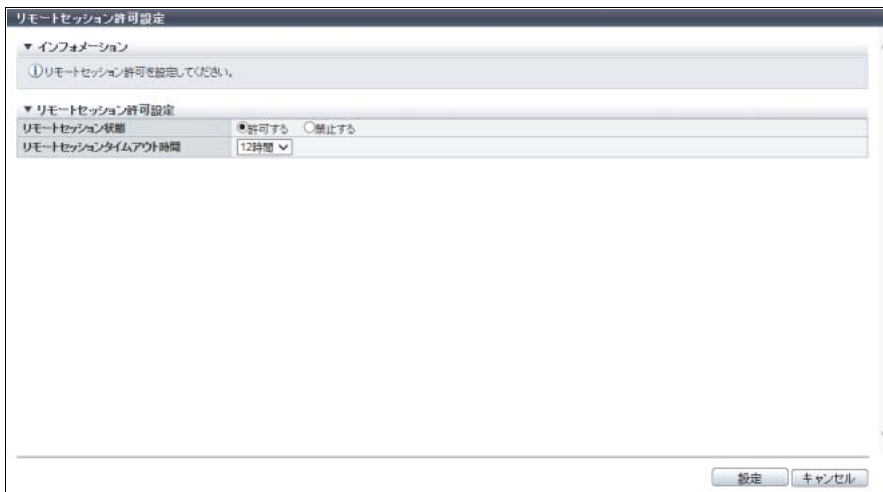 リモートセッション許可設定
▼ インフォメーション
リモートセッション許可を設定してください。
▼ リモートセッション許可設定
リモートセッション状態 許可する 禁止する
リモートセッションタイムアウト時間 12時間
設定 キャンセル